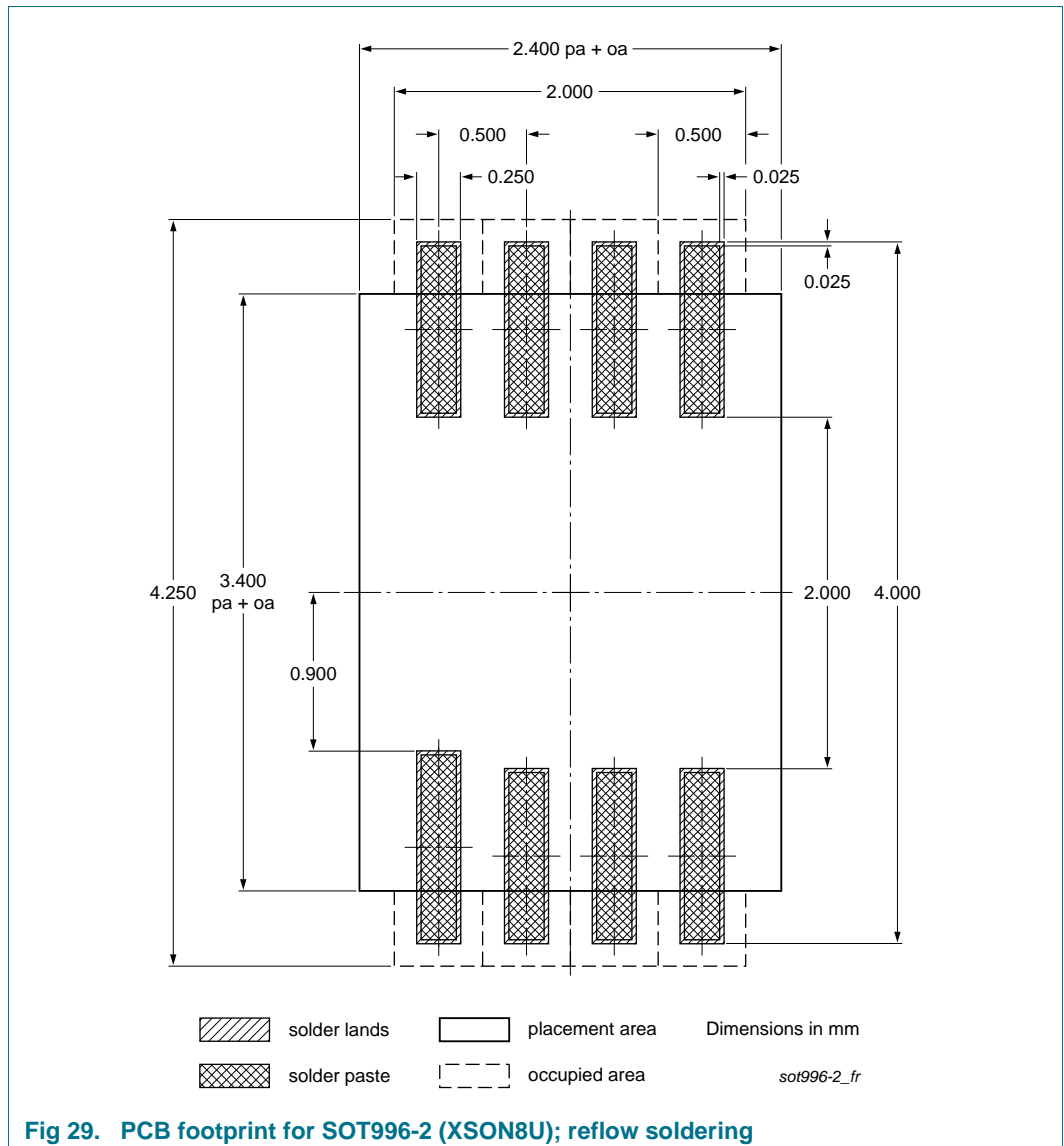 2.400 pa + oa
2.000
0.500
0.500
0.250
0.025
0.025
4.250
3.400
pa + oa
2.000
4.000
0.900
solder lands
placement area
Dimensions in mm
solder paste
occupied area
sot996-2_fr
Fig 29. PCB footprint for SOT996-2 (XSON8U); reflow soldering